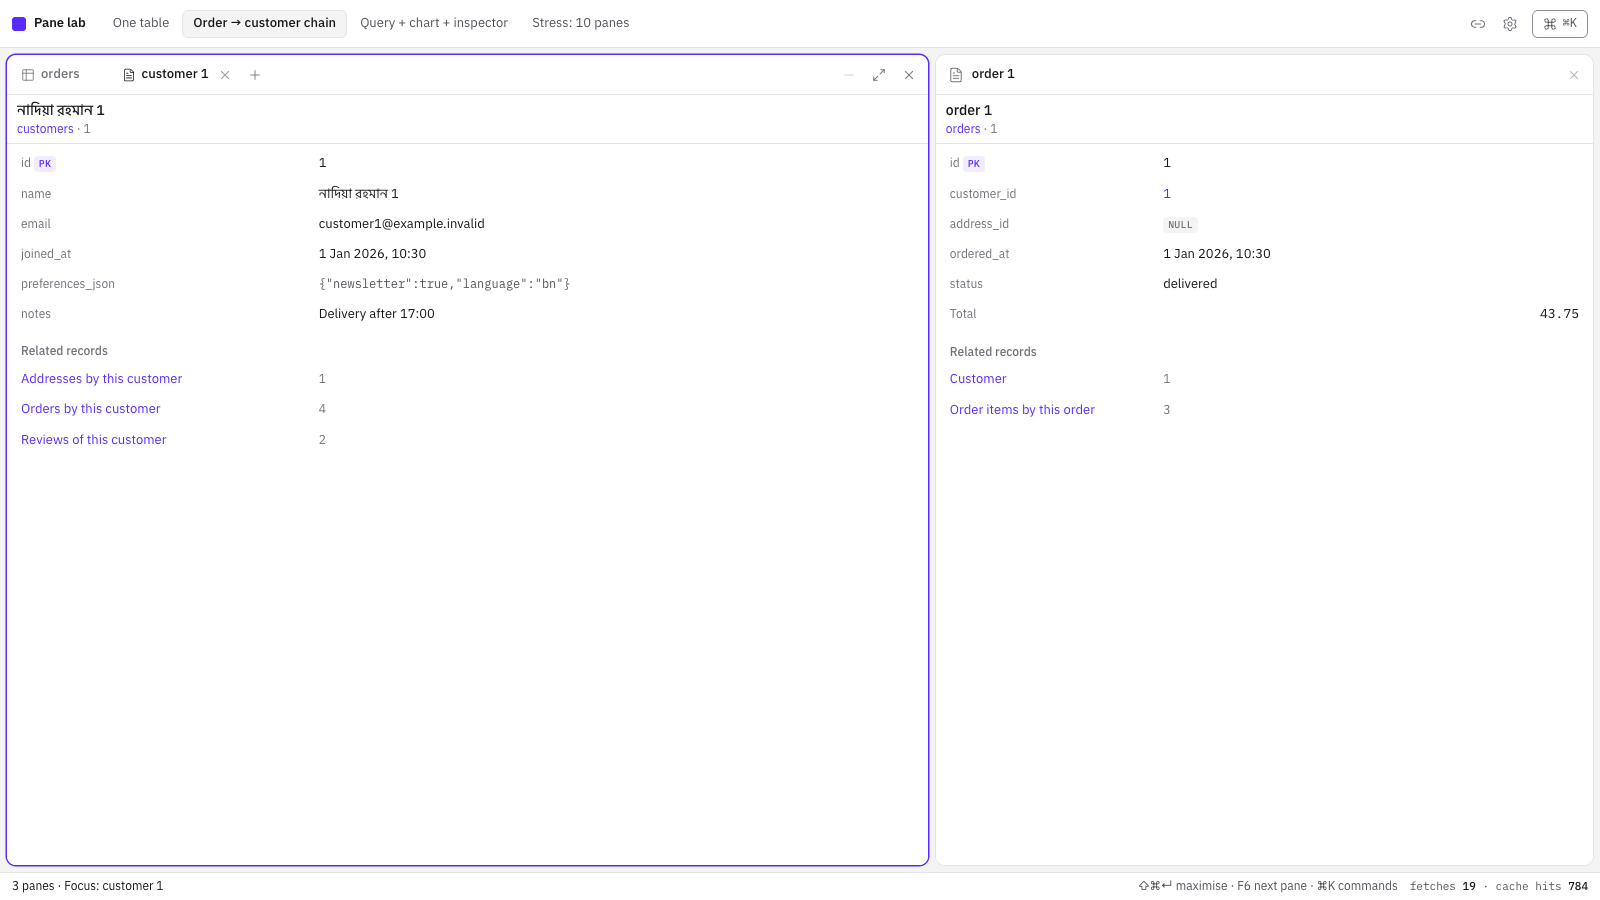 Pane lab
One table
Order → customer chain
Query + chart + inspector
Stress: 10 panes
⌘ ⌘K
orders
customer 1
নাদিয়া রহমান 1
customers · 1
id PK 1
name নাদিয়া রহমান 1
email customer1@example.invalid
joined_at 1 Jan 2026, 10:30
preferences_json {"newsletter":true,"language":"bn"}
notes Delivery after 17:00
Related records
Addresses by this customer 1
Orders by this customer 4
Reviews of this customer 2
order 1
order 1
orders · 1
id PK 1
customer_id 1
address_id NULL
ordered_at 1 Jan 2026, 10:30
status delivered
Total 43.75
Related records
Customer 1
Order items by this order 3
3 panes · Focus: customer 1
⇧⌘↵ maximise · F6 next pane · ⌘K commands fetches 19 · cache hits 784